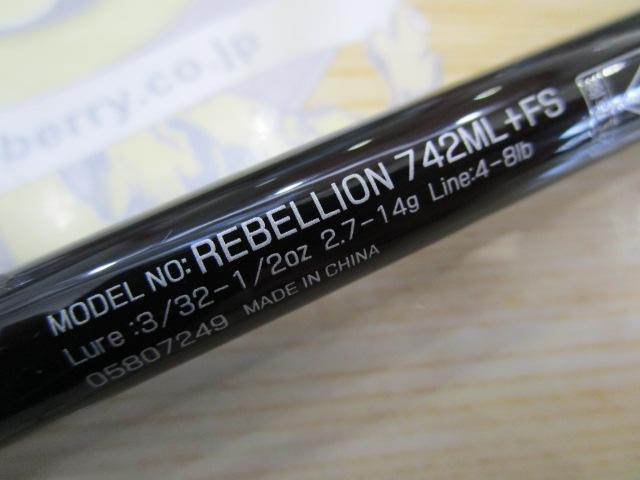 berry.co.jp
MODEL NO: REBELLION 742ML+FS
Lure :3/32-1/2oz 2.7-14g Line:4-8lb
05807249 MADE IN CHINA